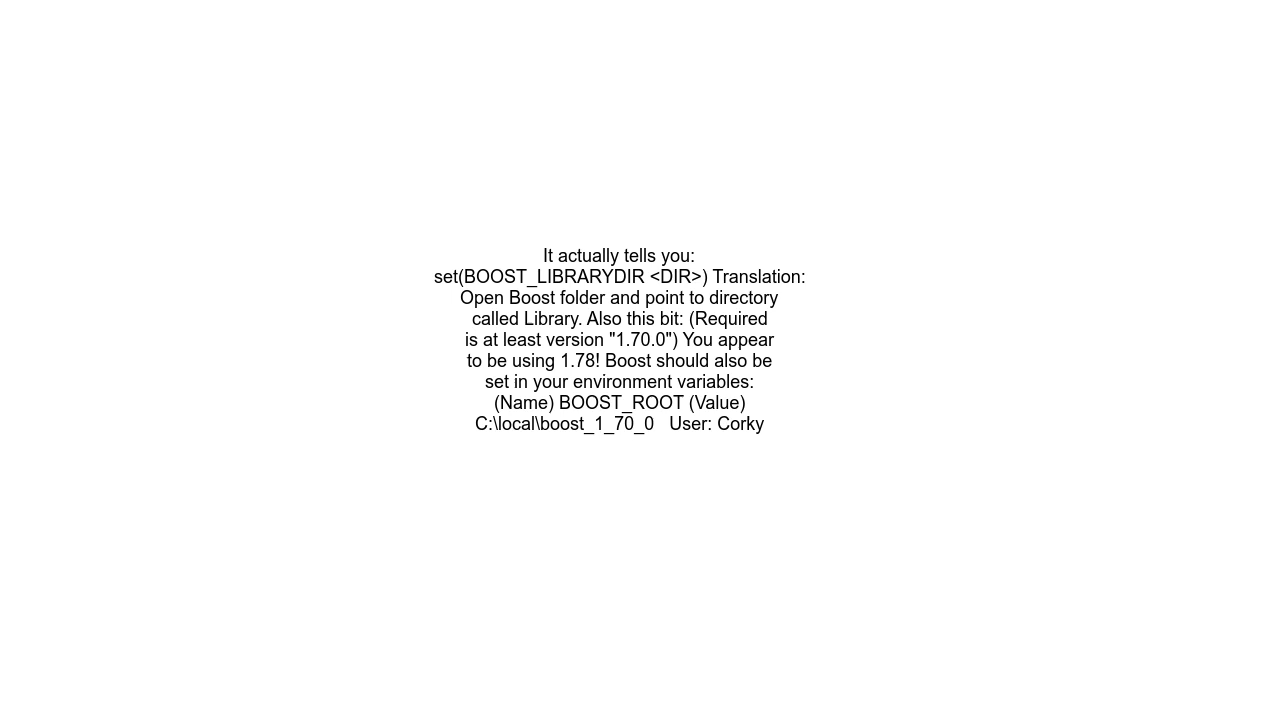 It actually tells you:
set(BOOST_LIBRARYDIR <DIR>) Translation:
Open Boost folder and point to directory
called Library. Also this bit: (Required
is at least version "1.70.0") You appear
to be using 1.78! Boost should also be
set in your environment variables:
(Name) BOOST_ROOT (Value)
C:\local\boost_1_70_0   User: Corky